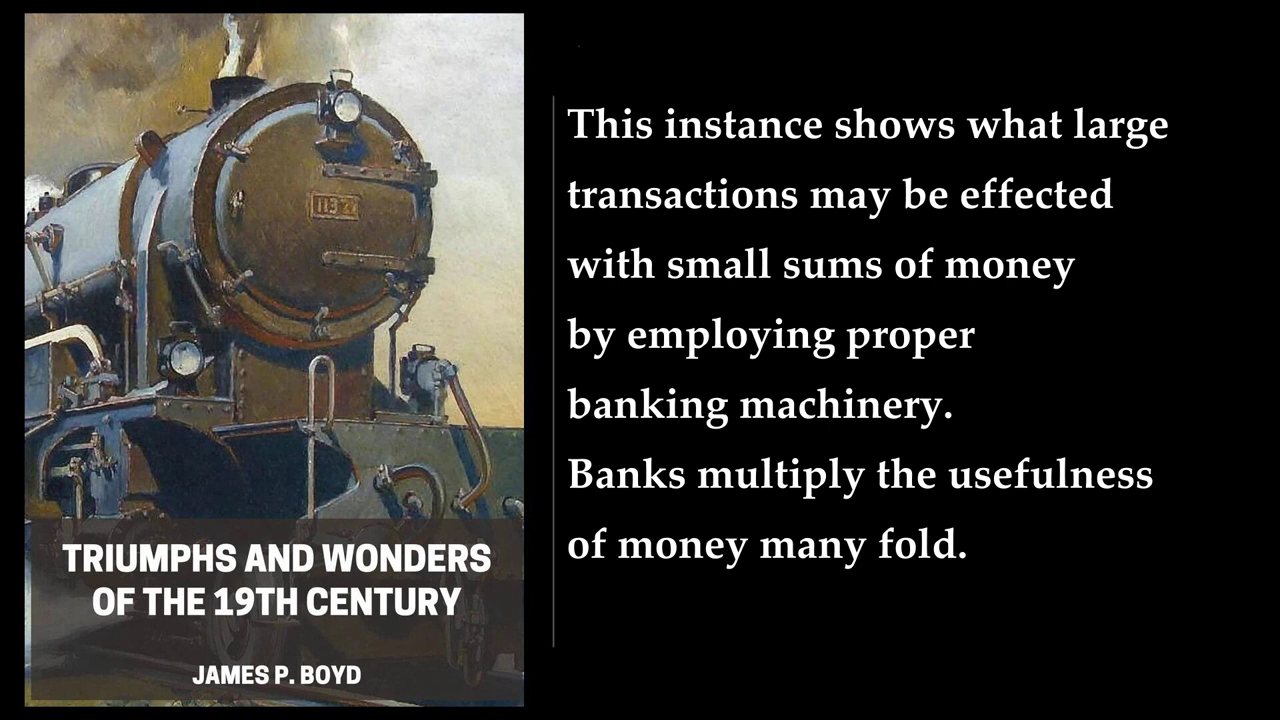 1132
TRIUMPHS AND WONDERS
OF THE 19TH CENTURY
JAMES P. BOYD
This instance shows what large
transactions may be effected
with small sums of money
by employing proper
banking machinery.
Banks multiply the usefulness
of money many fold.